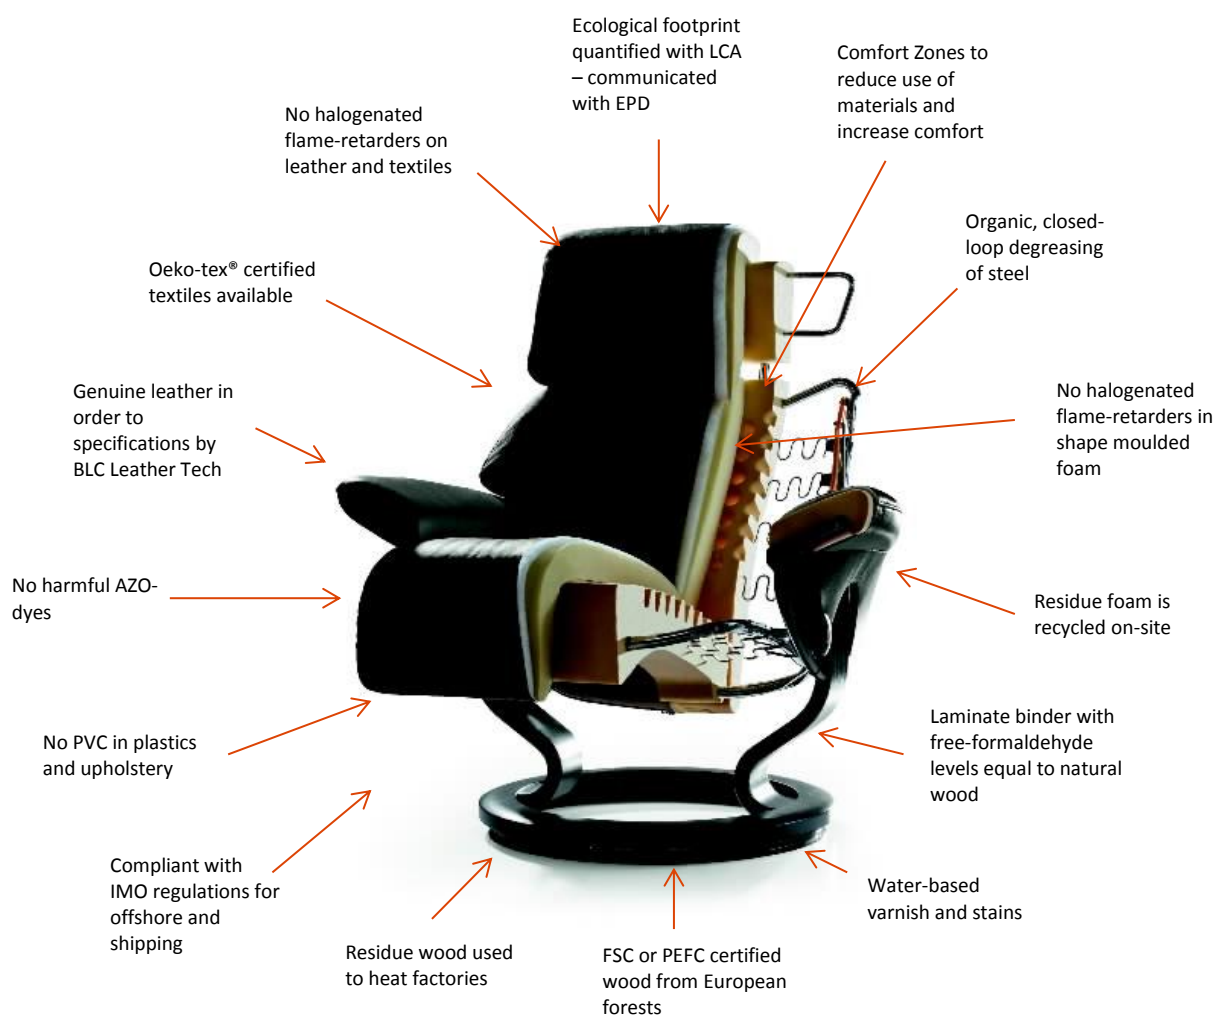 Ecological footprint
quantified with LCA
– communicated
with EPD
Comfort Zones to
reduce use of
materials and
increase comfort
No halogenated
flame-retarders on
leather and textiles
Organic, closed-
loop degreasing
of steel
Oeko-tex® certified
textiles available
Genuine leather in
order to
specifications by
BLC Leather Tech
No halogenated
flame-retarders in
shape moulded
foam
No harmful AZO-
dyes
Residue foam is
recycled on-site
No PVC in plastics
and upholstery
Laminate binder with
free-formaldehyde
levels equal to natural
wood
Compliant with
IMO regulations for
offshore and
shipping
Water-based
varnish and stains
Residue wood used
to heat factories
FSC or PEFC certified
wood from European
forests